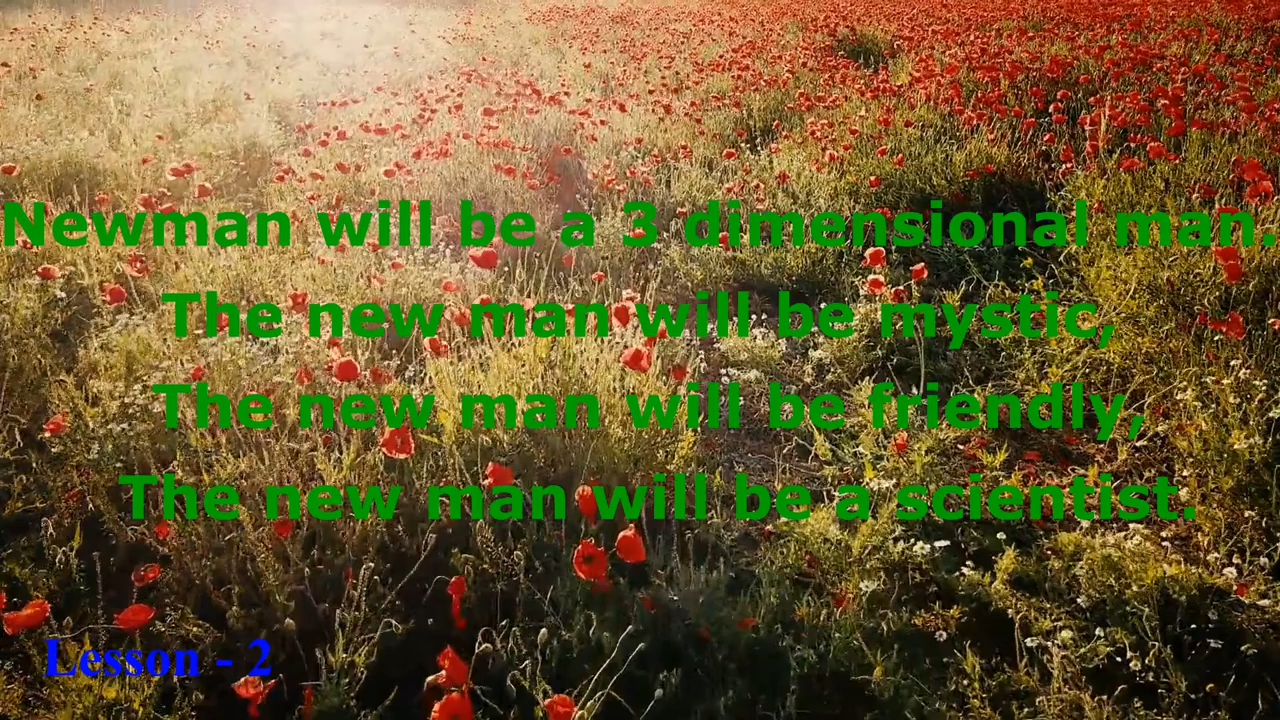 Newman will be a 3 dimensional man.
The new man will be mystic,
The new man will be friendly,
The new man will be a scientist.
Lesson - 2